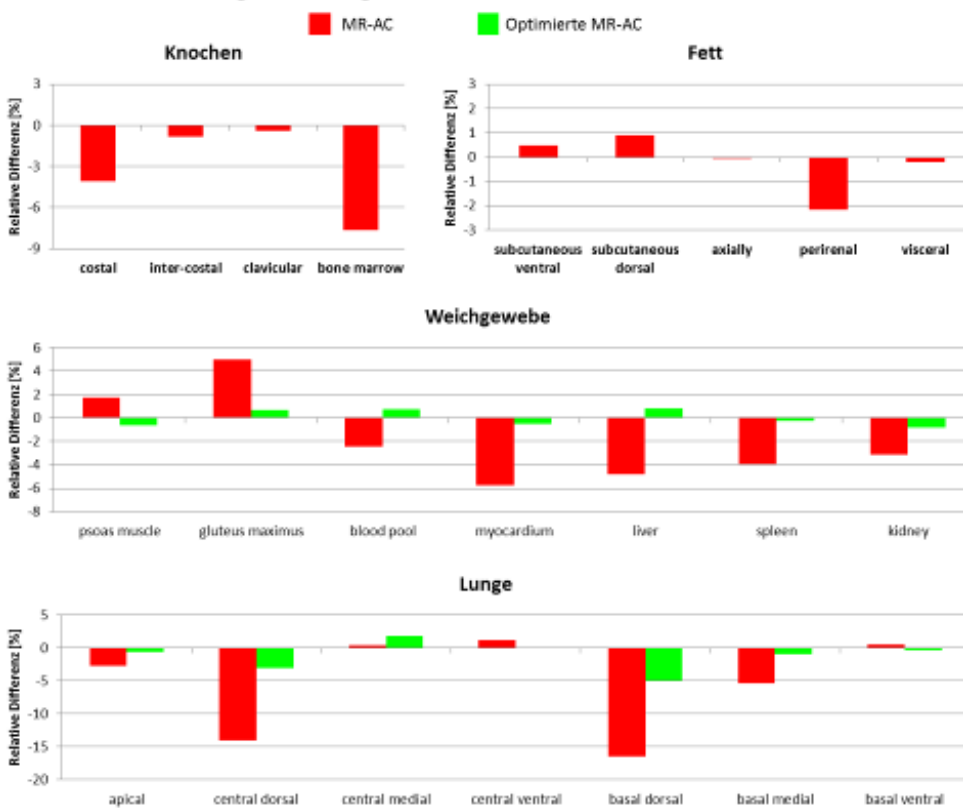 MR-AC
Optimierte MR-AC
Knochen
Relative Differenz [%]
3
0
-3
-6
-9
costal
inter-costal
clavicular
bone marrow
Fett
Relative Differenz [%]
3
2
1
0
-1
-2
-3
subcutaneous ventral
subcutaneous dorsal
axially
perirenal
visceral
Weichgewebe
Relative Differenz [%]
6
4
2
0
-2
-4
-6
-8
psoas muscle
gluteus maximus
blood pool
myocardium
liver
spleen
kidney
Lunge
Relative Differenz [%]
5
0
-5
-10
-15
-20
apical
central dorsal
central medial
central ventral
basal dorsal
basal medial
basal ventral